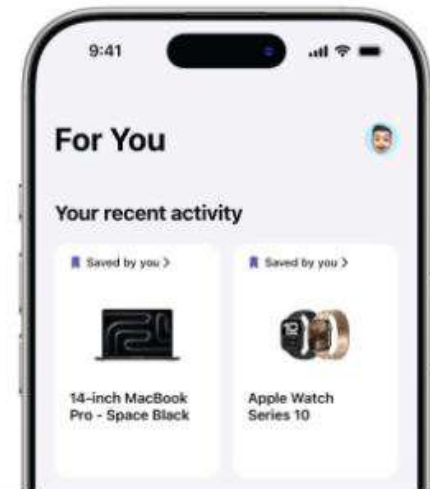 9:41
For You
Your recent activity
Saved by you >
Saved by you >
14-inch MacBook
Pro - Space Black
Apple Watch
Series 10
10